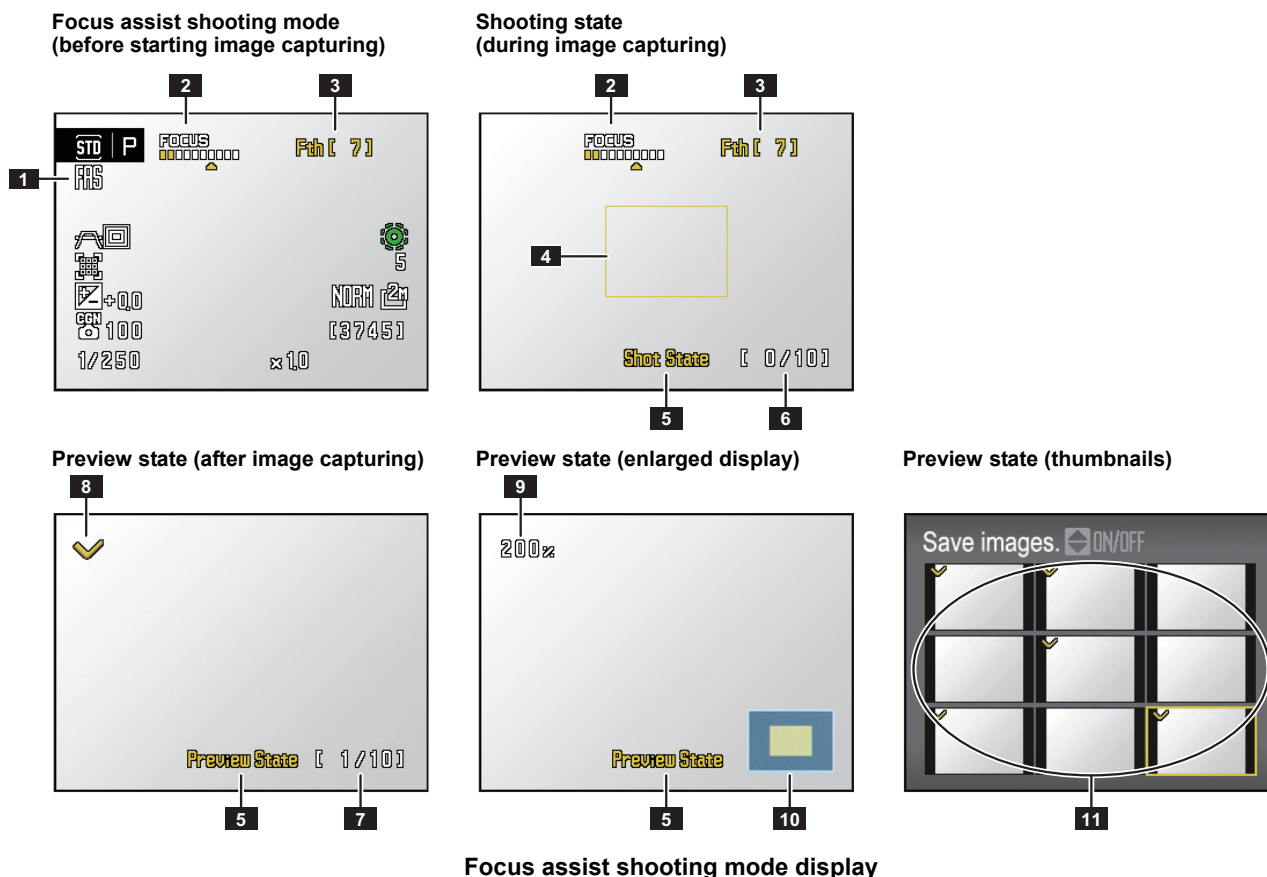 Focus assist shooting mode
(before starting image capturing)
Shooting state
(during image capturing)
2
3
2
3
STD | P
FOCUS
Fth [ 7]
FOCUS
Fth [ 7]
1
FAS
4
5
+0.0
NORM 2M
CGN
100
[3745]
1/250
×1.0
Shot State
[ 0/10]
5
6
Preview state (after image capturing)
Preview state (enlarged display)
Preview state (thumbnails)
8
9
200%
Save images. ON/OFF
Preview State [ 1/10]
Preview State
5
7
5
10
11
Focus assist shooting mode display